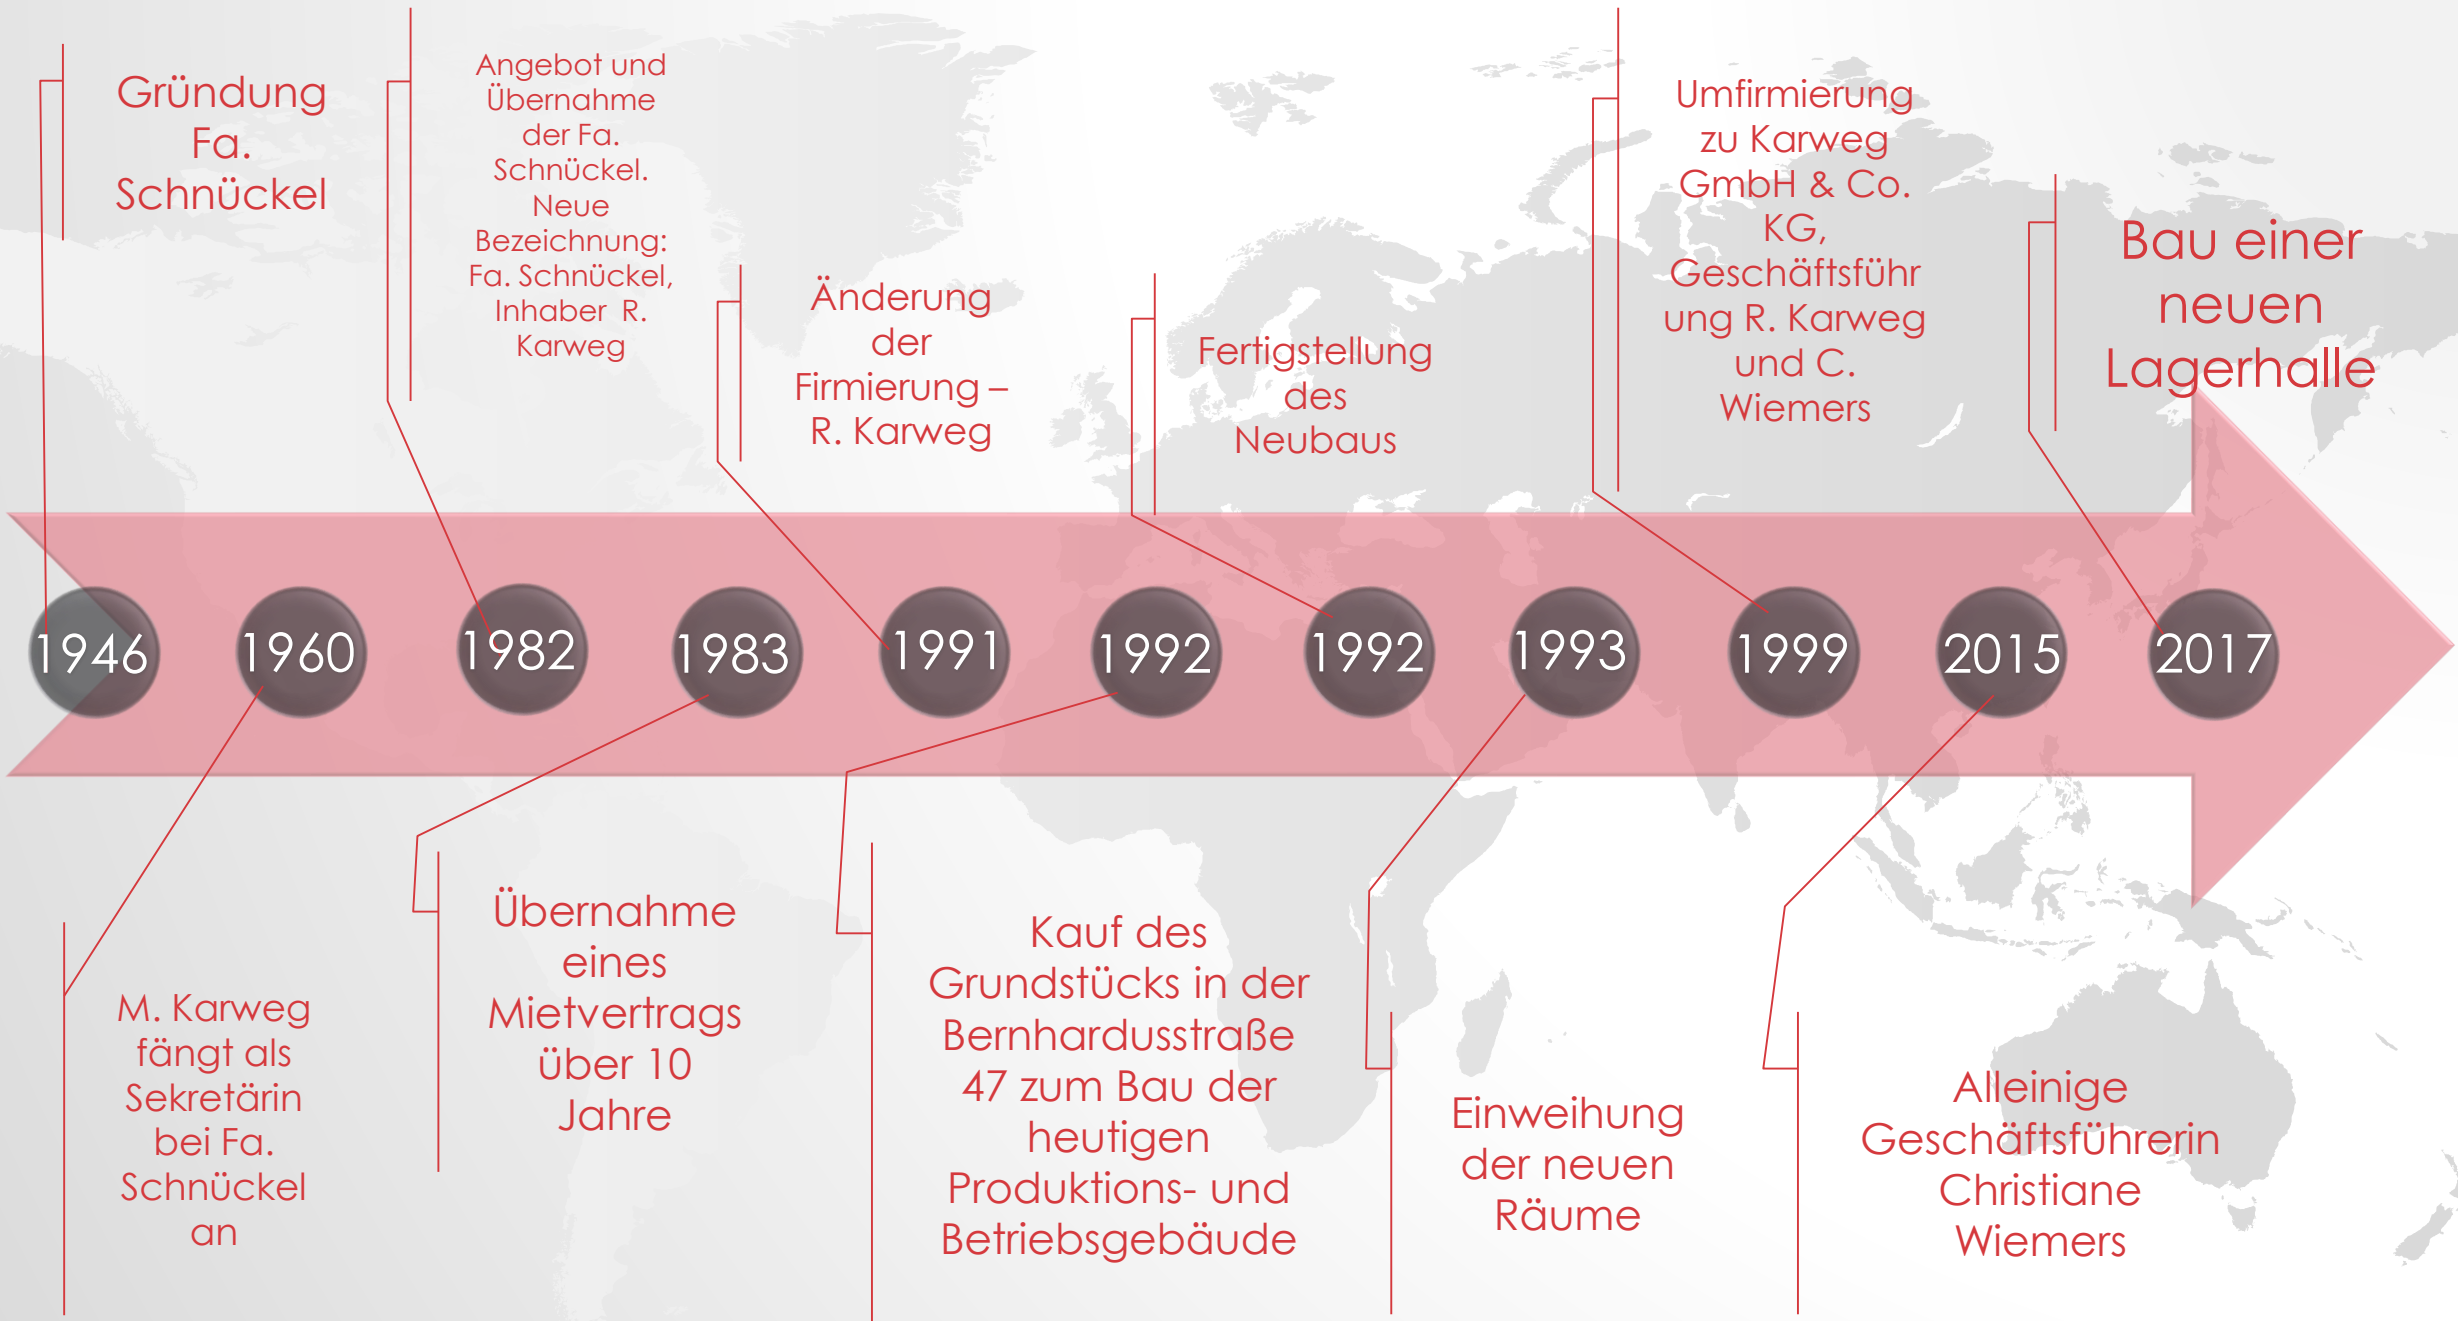 Gründung
Fa.
Schnückel
Angebot und
Übernahme
der Fa.
Schnückel.
Neue
Bezeichnung:
Fa. Schnückel,
Inhaber R.
Karweg
Änderung
der
Firmierung –
R. Karweg
Fertigstellung
des
Neubaus
Umfirmierung
zu Karweg
GmbH & Co.
KG,
Geschäftsführ
ung R. Karweg
und C.
Wiemers
Bau einer
neuen
Lagerhalle
1946
1960
1982
1983
1991
1992
1992
1993
1999
2015
2017
M. Karweg
fängt als
Sekretärin
bei Fa.
Schnückel
an
Übernahme
eines
Mietvertrags
über 10
Jahre
Kauf des
Grundstücks in der
Bernhardusstraße
47 zum Bau der
heutigen
Produktions- und
Betriebsgebäude
Einweihung
der neuen
Räume
Alleinige
Geschäftsführerin
Christiane
Wiemers